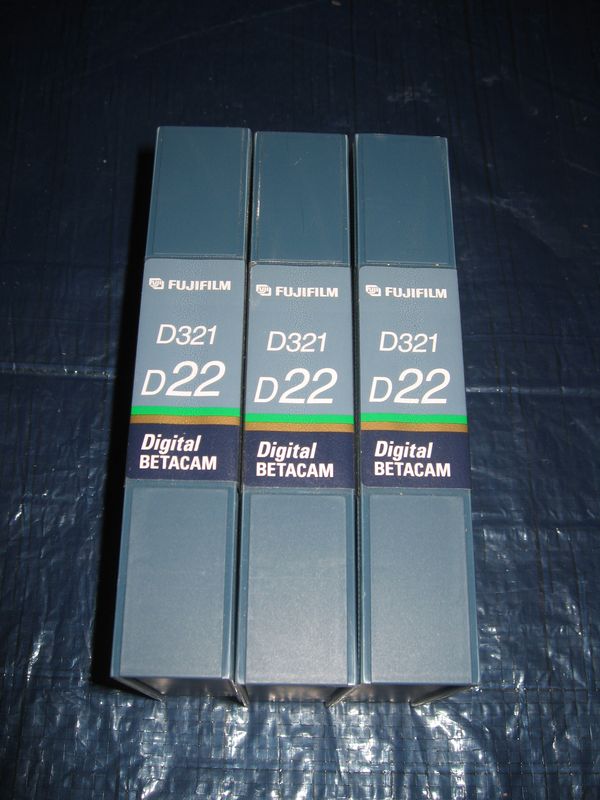 FUJIFILM
D321
D22
Digital
BETACAM
FUJIFILM
D321
D22
Digital
BETACAM
FUJIFILM
D321
D22
Digital
BETACAM